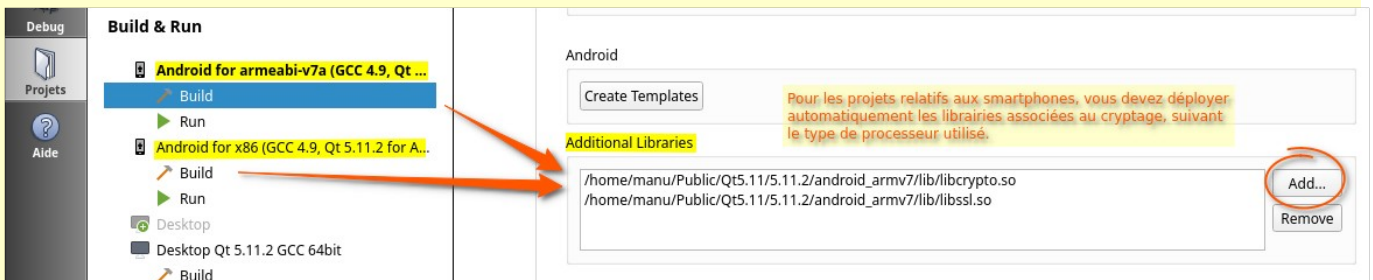 Debug
Projets
Aide
Build & Run
Android for armeabi-v7a (GCC 4.9, Qt ...
Build
Run
Android for x86 (GCC 4.9, Qt 5.11.2 for A...
Build
Run
Desktop
Desktop Qt 5.11.2 GCC 64bit
Build
Android
Create Templates
Pour les projets relatifs aux smartphones, vous devez déployer
automatiquement les librairies associées au cryptage, suivant
le type de processeur utilisé.
Additional Libraries
/home/manu/Public/Qt5.11/5.11.2/android_armv7/lib/libcrypto.so
/home/manu/Public/Qt5.11/5.11.2/android_armv7/lib/libssl.so
Add...
Remove